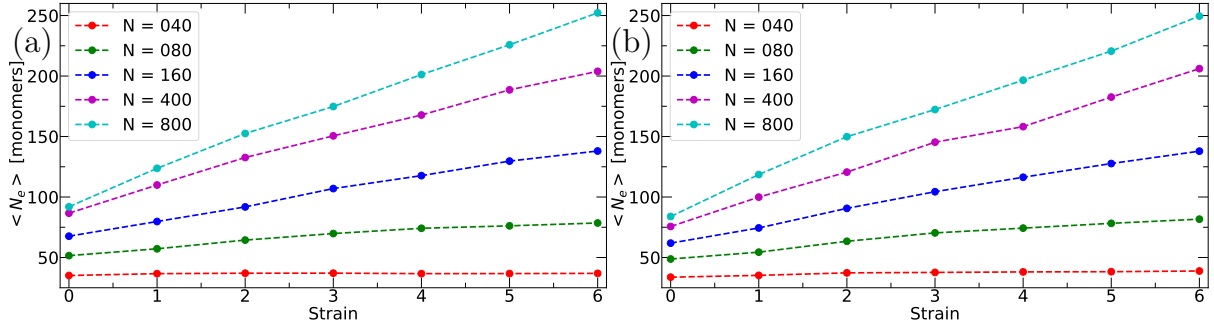 (a)
< N_e > [monomers]
250
200
150
100
50
N = 040
N = 080
N = 160
N = 400
N = 800
0 1 2 3 4 5 6
Strain
(b)
< N_e > [monomers]
250
200
150
100
50
N = 040
N = 080
N = 160
N = 400
N = 800
0 1 2 3 4 5 6
Strain